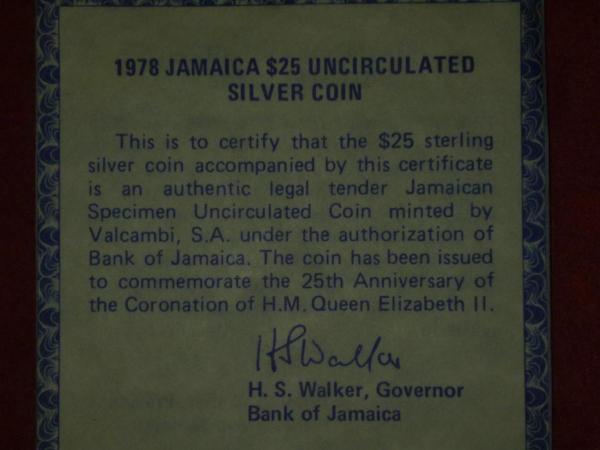 1978 JAMAICA $25 UNCIRCULATED
SILVER COIN
This is to certify that the $25 sterling
silver coin accompanied by this certificate
is an authentic legal tender Jamaican
Specimen Uncirculated Coin minted by
Valcambi, S.A. under the authorization of
Bank of Jamaica. The coin has been issued
to commemorate the 25th Anniversary of
the Coronation of H.M. Queen Elizabeth II.
HSWalker
H. S. Walker, Governor
Bank of Jamaica